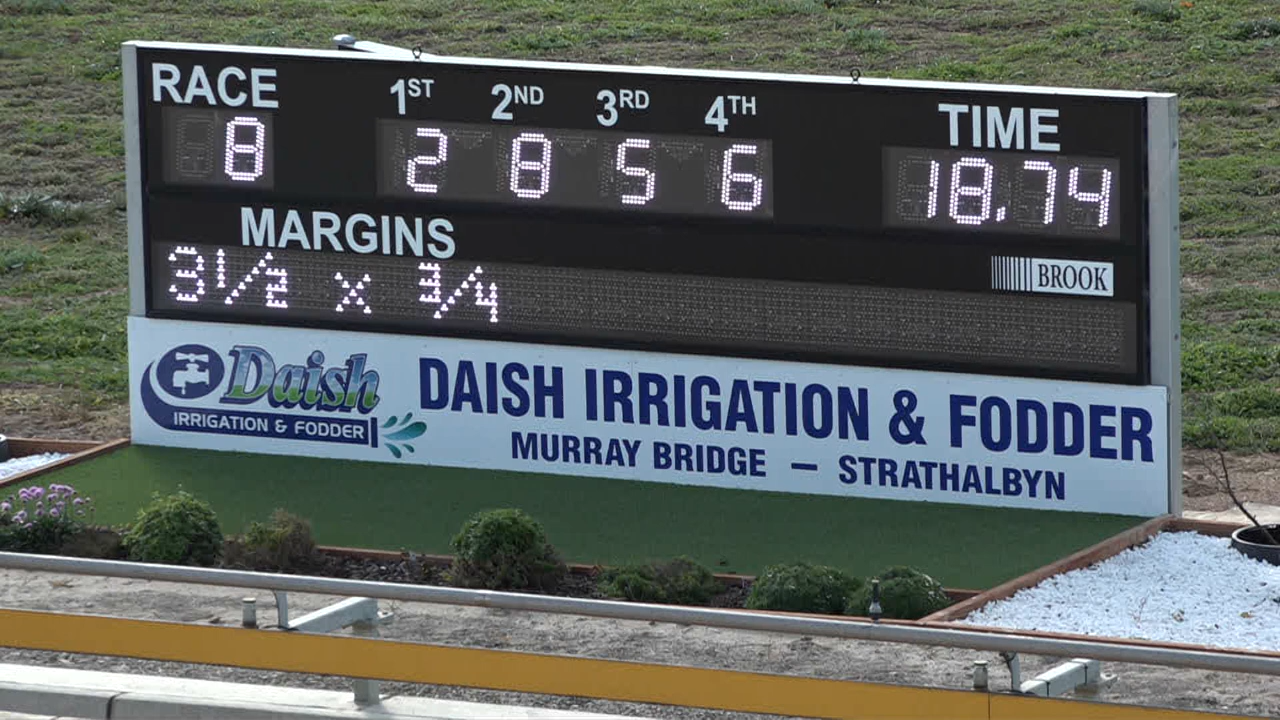 RACE 1ST 2ND 3RD 4TH TIME
8 2 8 5 6 18.74
MARGINS
3 1/2 x 3/4
BROOK
Daish
IRRIGATION & FODDER
DAISH IRRIGATION & FODDER
MURRAY BRIDGE – STRATHALBYN